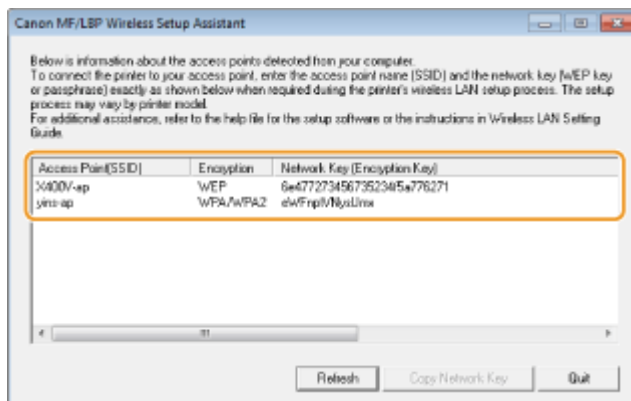 Canon MF/LBP Wireless Setup Assistant
Below is information about the access points detected from your computer.
To connect the printer to your access point, enter the access point name (SSID) and the network key (WEP key
or passphrase) exactly as shown below when required during the printer's wireless LAN setup process. The setup
process may vary by printer model.
For additional assistance, refer to the help file for the setup software or the instructions in Wireless LAN Setting
Guide.
Access Point(SSID) Encryption Network Key (Encryption Key)
X400V-ap WEP
yins-ap WPA/WPA2
Refresh Copy Network Key Quit